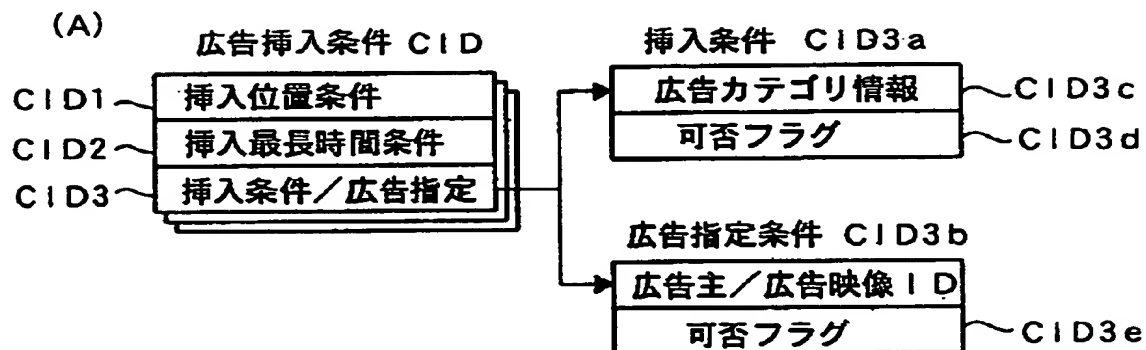 (A)
広告挿入条件 CID
CID1 挿入位置条件
CID2 挿入最長時間条件
CID3 挿入条件／広告指定
挿入条件 CID3a
広告カテゴリ情報 CID3c
可否フラグ CID3d
広告指定条件 CID3b
広告主／広告映像ID
可否フラグ CID3e